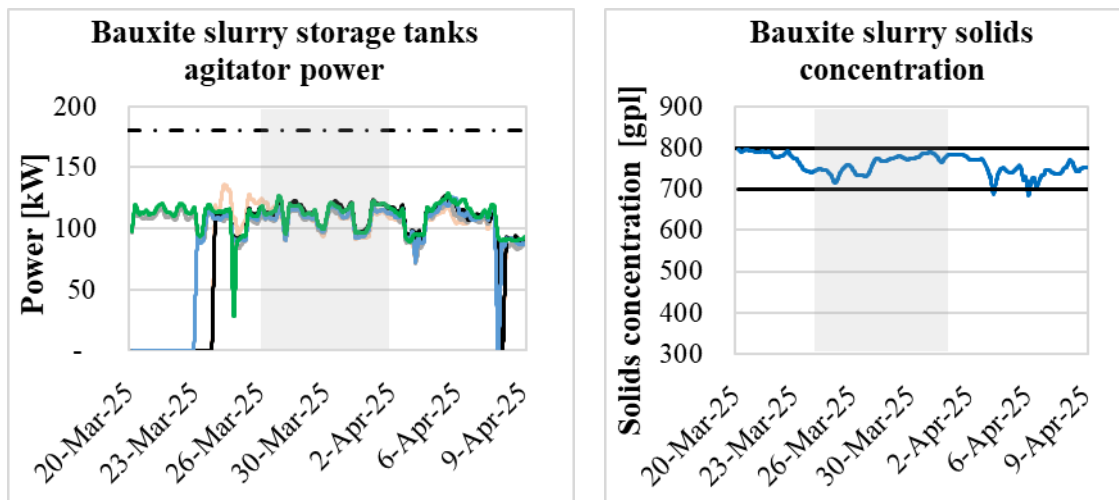 Bauxite slurry storage tanks
agitator power
Power [kW]
200
150
100
50
-
20-Mar-25
23-Mar-25
26-Mar-25
30-Mar-25
2-Apr-25
6-Apr-25
9-Apr-25
Bauxite slurry solids
concentration
Solids concentration [gpl]
900
800
700
600
500
400
300
20-Mar-25
23-Mar-25
26-Mar-25
30-Mar-25
2-Apr-25
6-Apr-25
9-Apr-25